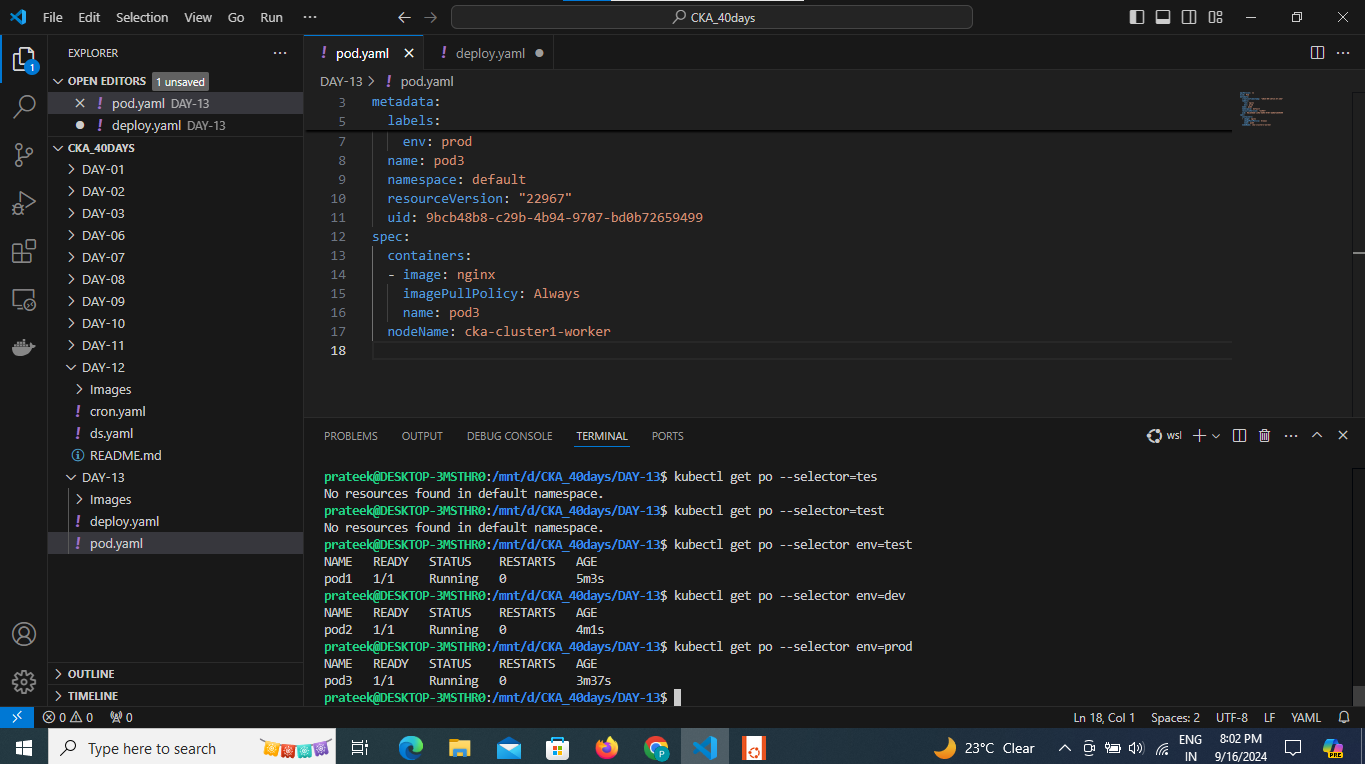 File Edit Selection View Go Run ··· CKA_40days
EXPLORER ···
OPEN EDITORS 1 unsaved
pod.yaml DAY-13
deploy.yaml DAY-13
CKA_40DAYS
DAY-01
DAY-02
DAY-03
DAY-06
DAY-07
DAY-08
DAY-09
DAY-10
DAY-11
DAY-12
Images
cron.yaml
ds.yaml
README.md
DAY-13
Images
deploy.yaml
pod.yaml
OUTLINE
TIMELINE
1
! pod.yaml ! deploy.yaml
DAY-13 > ! pod.yaml
3 metadata:
5 labels:
7 env: prod
8 name: pod3
9 namespace: default
10 resourceVersion: "22967"
11 uid: 9bcb48b8-c29b-4b94-9707-bd0b72659499
12 spec:
13 containers:
14 - image: nginx
15 imagePullPolicy: Always
16 name: pod3
17 nodeName: cka-cluster1-worker
18
PROBLEMS OUTPUT DEBUG CONSOLE TERMINAL PORTS wsl
prateek@DESKTOP-3MSTHR0:/mnt/d/CKA_40days/DAY-13$ kubectl get po --selector=tes
No resources found in default namespace.
prateek@DESKTOP-3MSTHR0:/mnt/d/CKA_40days/DAY-13$ kubectl get po --selector=test
No resources found in default namespace.
prateek@DESKTOP-3MSTHR0:/mnt/d/CKA_40days/DAY-13$ kubectl get po --selector env=test
NAME READY STATUS RESTARTS AGE
pod1 1/1 Running 0 5m3s
prateek@DESKTOP-3MSTHR0:/mnt/d/CKA_40days/DAY-13$ kubectl get po --selector env=dev
NAME READY STATUS RESTARTS AGE
pod2 1/1 Running 0 4m1s
prateek@DESKTOP-3MSTHR0:/mnt/d/CKA_40days/DAY-13$ kubectl get po --selector env=prod
NAME READY STATUS RESTARTS AGE
pod3 1/1 Running 0 3m37s
prateek@DESKTOP-3MSTHR0:/mnt/d/CKA_40days/DAY-13$
0 0 0 Ln 18, Col 1 Spaces: 2 UTF-8 LF YAML
Type here to search 23°C Clear ENG IN 8:02 PM 9/16/2024